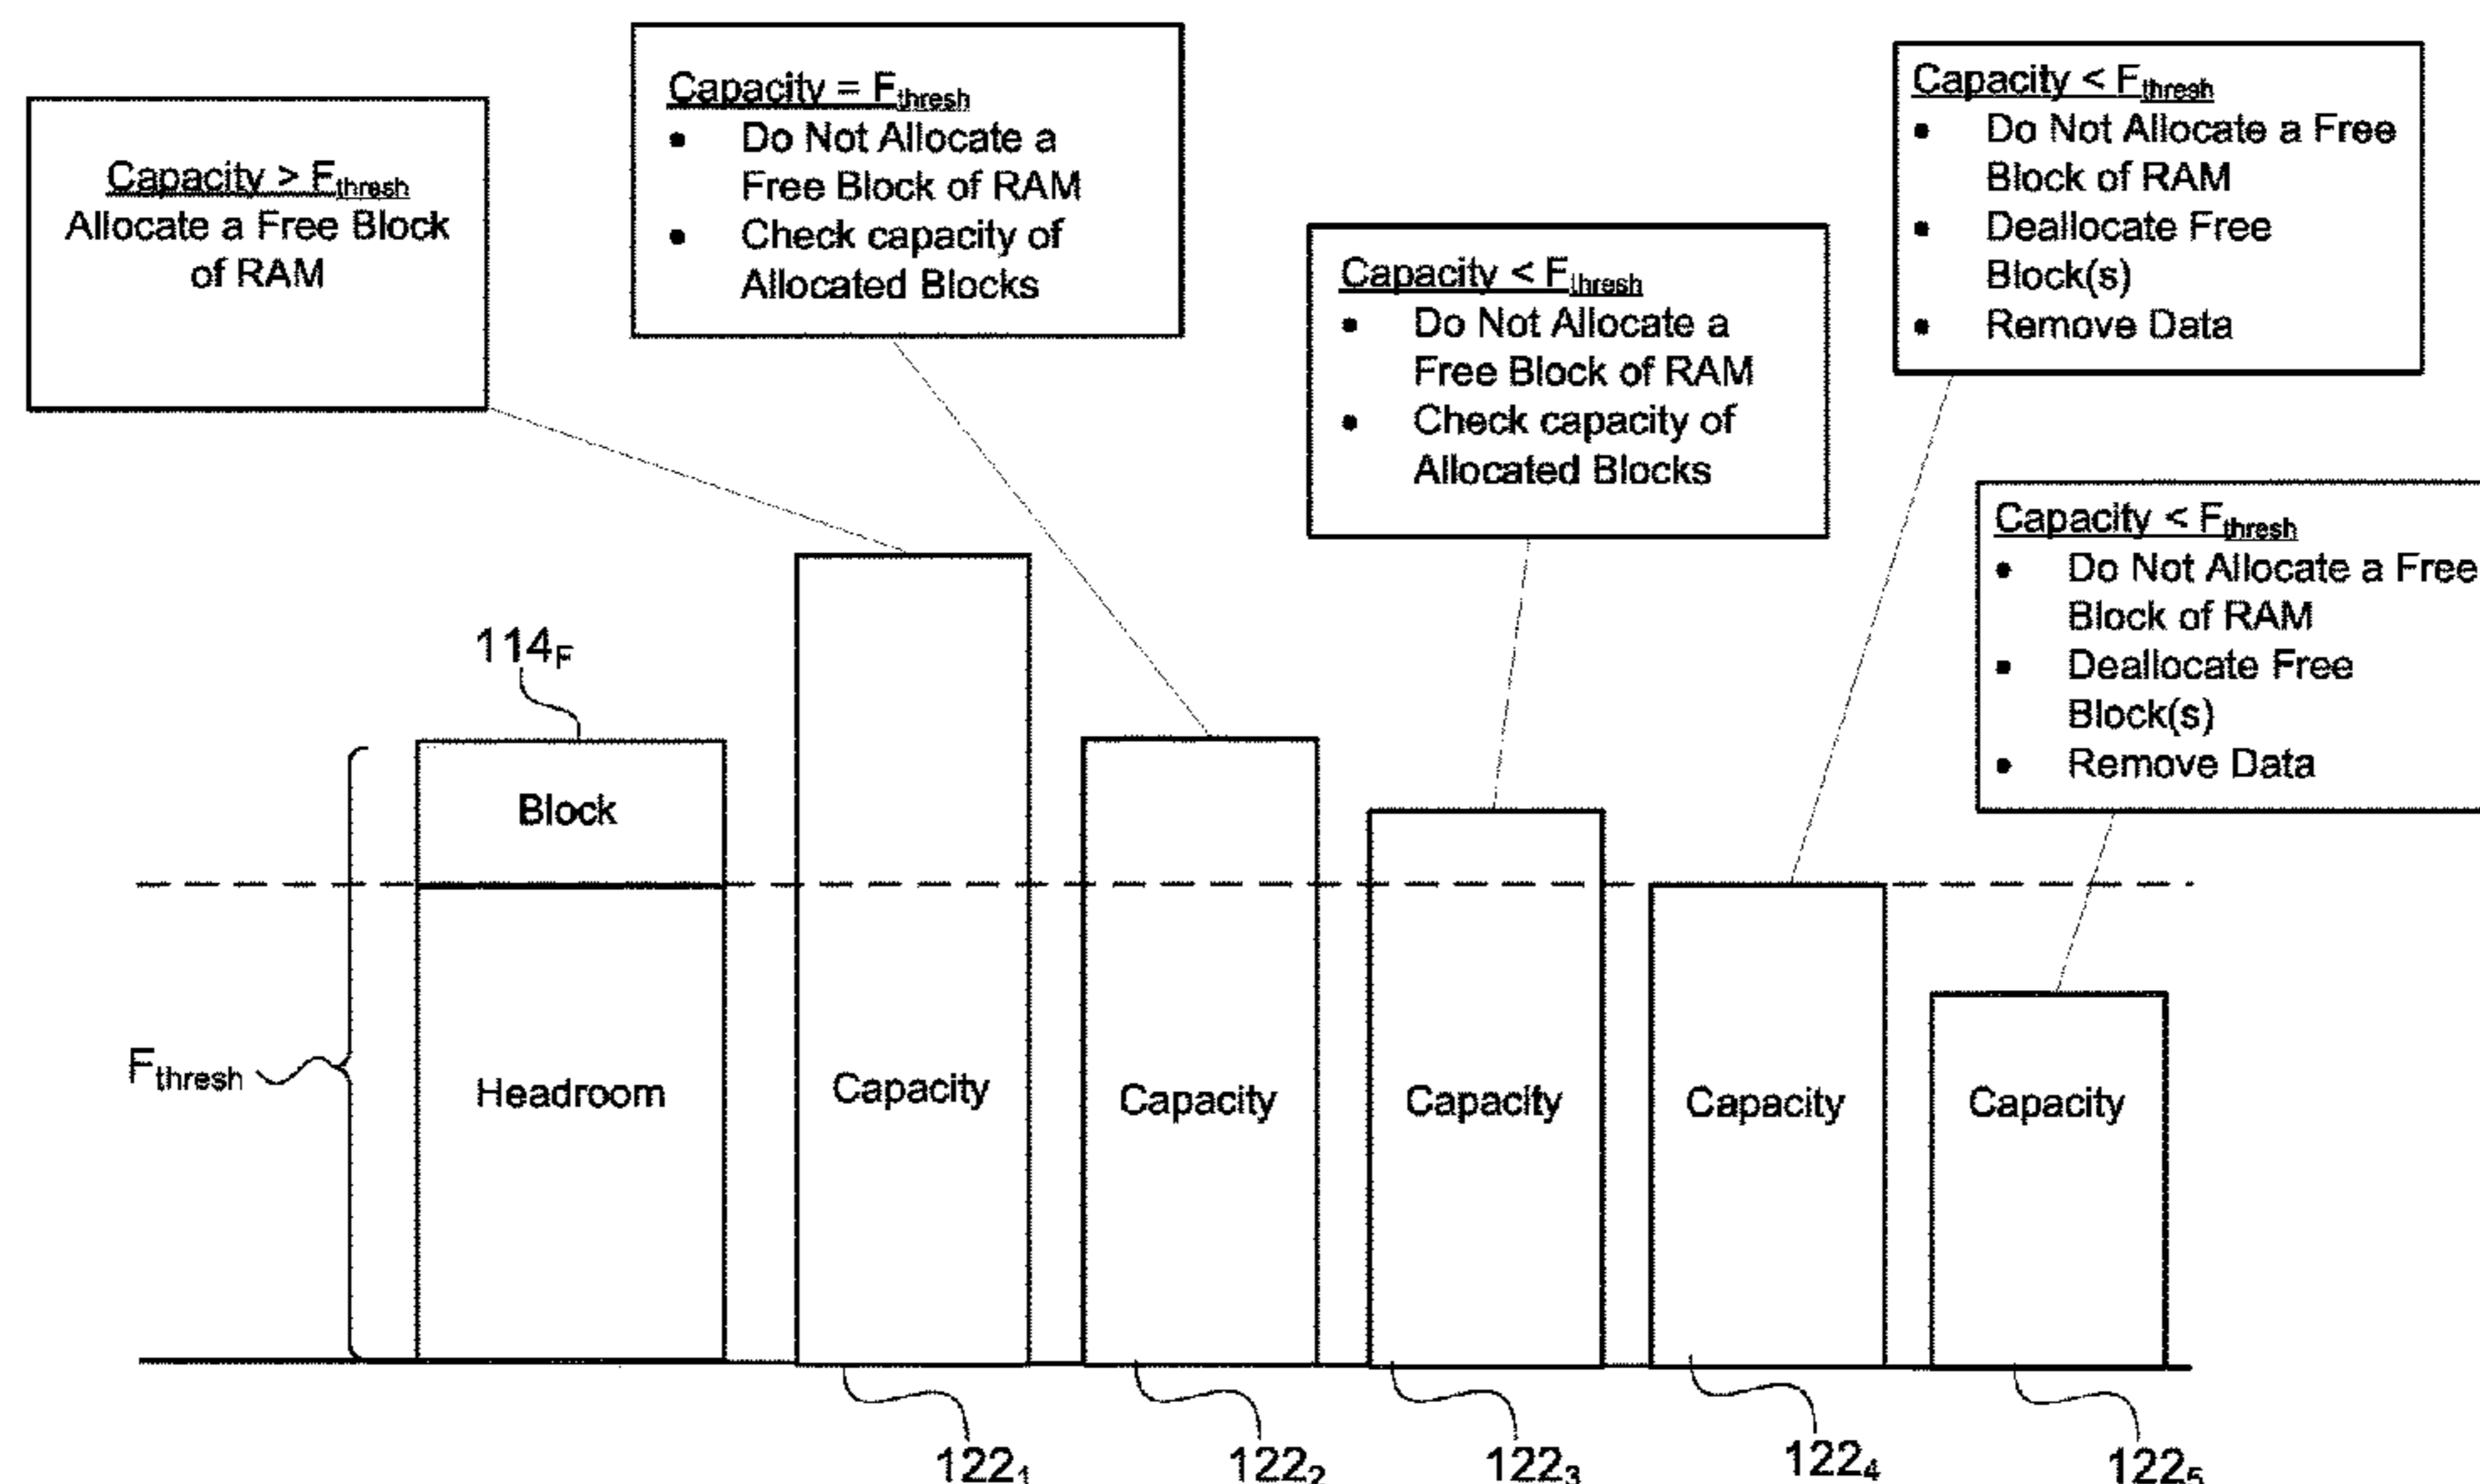 Capacity > Fthresh
Allocate a Free Block
of RAM
Capacity = Fthresh
• Do Not Allocate a
Free Block of RAM
• Check capacity of
Allocated Blocks
Capacity < Fthresh
• Do Not Allocate a
Free Block of RAM
• Check capacity of
Allocated Blocks
Capacity < Fthresh
• Do Not Allocate a Free
Block of RAM
• Deallocate Free
Block(s)
• Remove Data
Capacity < Fthresh
• Do Not Allocate a Free
Block of RAM
• Deallocate Free
Block(s)
• Remove Data
114F
Block
Fthresh
Headroom
Capacity
Capacity
Capacity
Capacity
Capacity
122₁
122₂
122₃
122₄
122₅